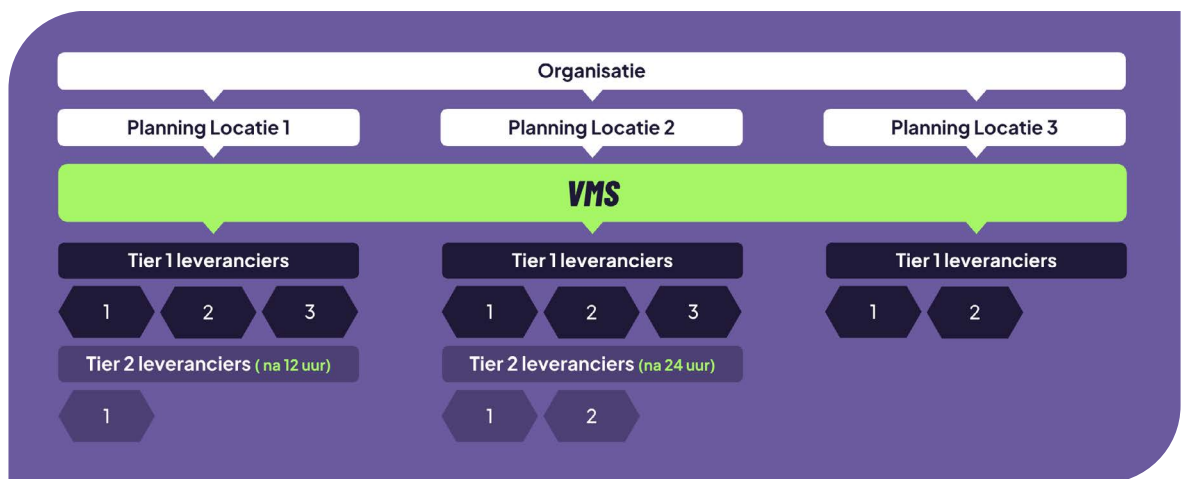 Organisatie
Planning Locatie 1
Planning Locatie 2
Planning Locatie 3
VMS
Tier 1 leveranciers
Tier 1 leveranciers
Tier 1 leveranciers
1 2 3
1 2 3
1 2
Tier 2 leveranciers ( na 12 uur)
Tier 2 leveranciers (na 24 uur)
1
1 2